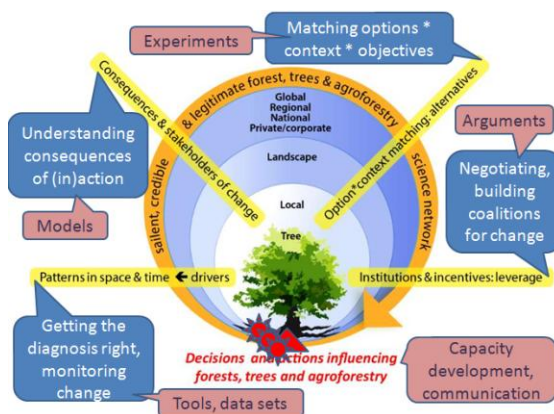 Experiments
Matching options *
context * objectives
Consequences & stakeholders of change
& legitimate forest, trees & agroforestry
Option*context matching: alternatives
Global
Regional
National
Private/corporate
Arguments
Understanding
consequences
of (in)action
Landscape
Negotiating,
building
coalitions
for change
salient, credible
science network
Local
Models
Tree
Patterns in space & time ← drivers
Institutions & incentives: leverage
Getting the
diagnosis right,
monitoring
change
Decisions and actions influencing
forests, trees and agroforestry
Capacity
development,
communication
Tools, data sets